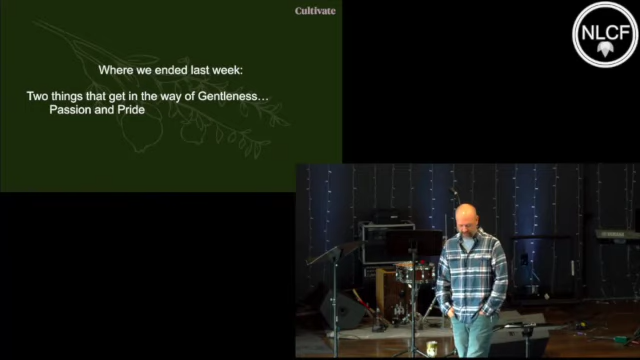 Cultivate
NLCF
Where we ended last week:
Two things that get in the way of Gentleness…
Passion and Pride